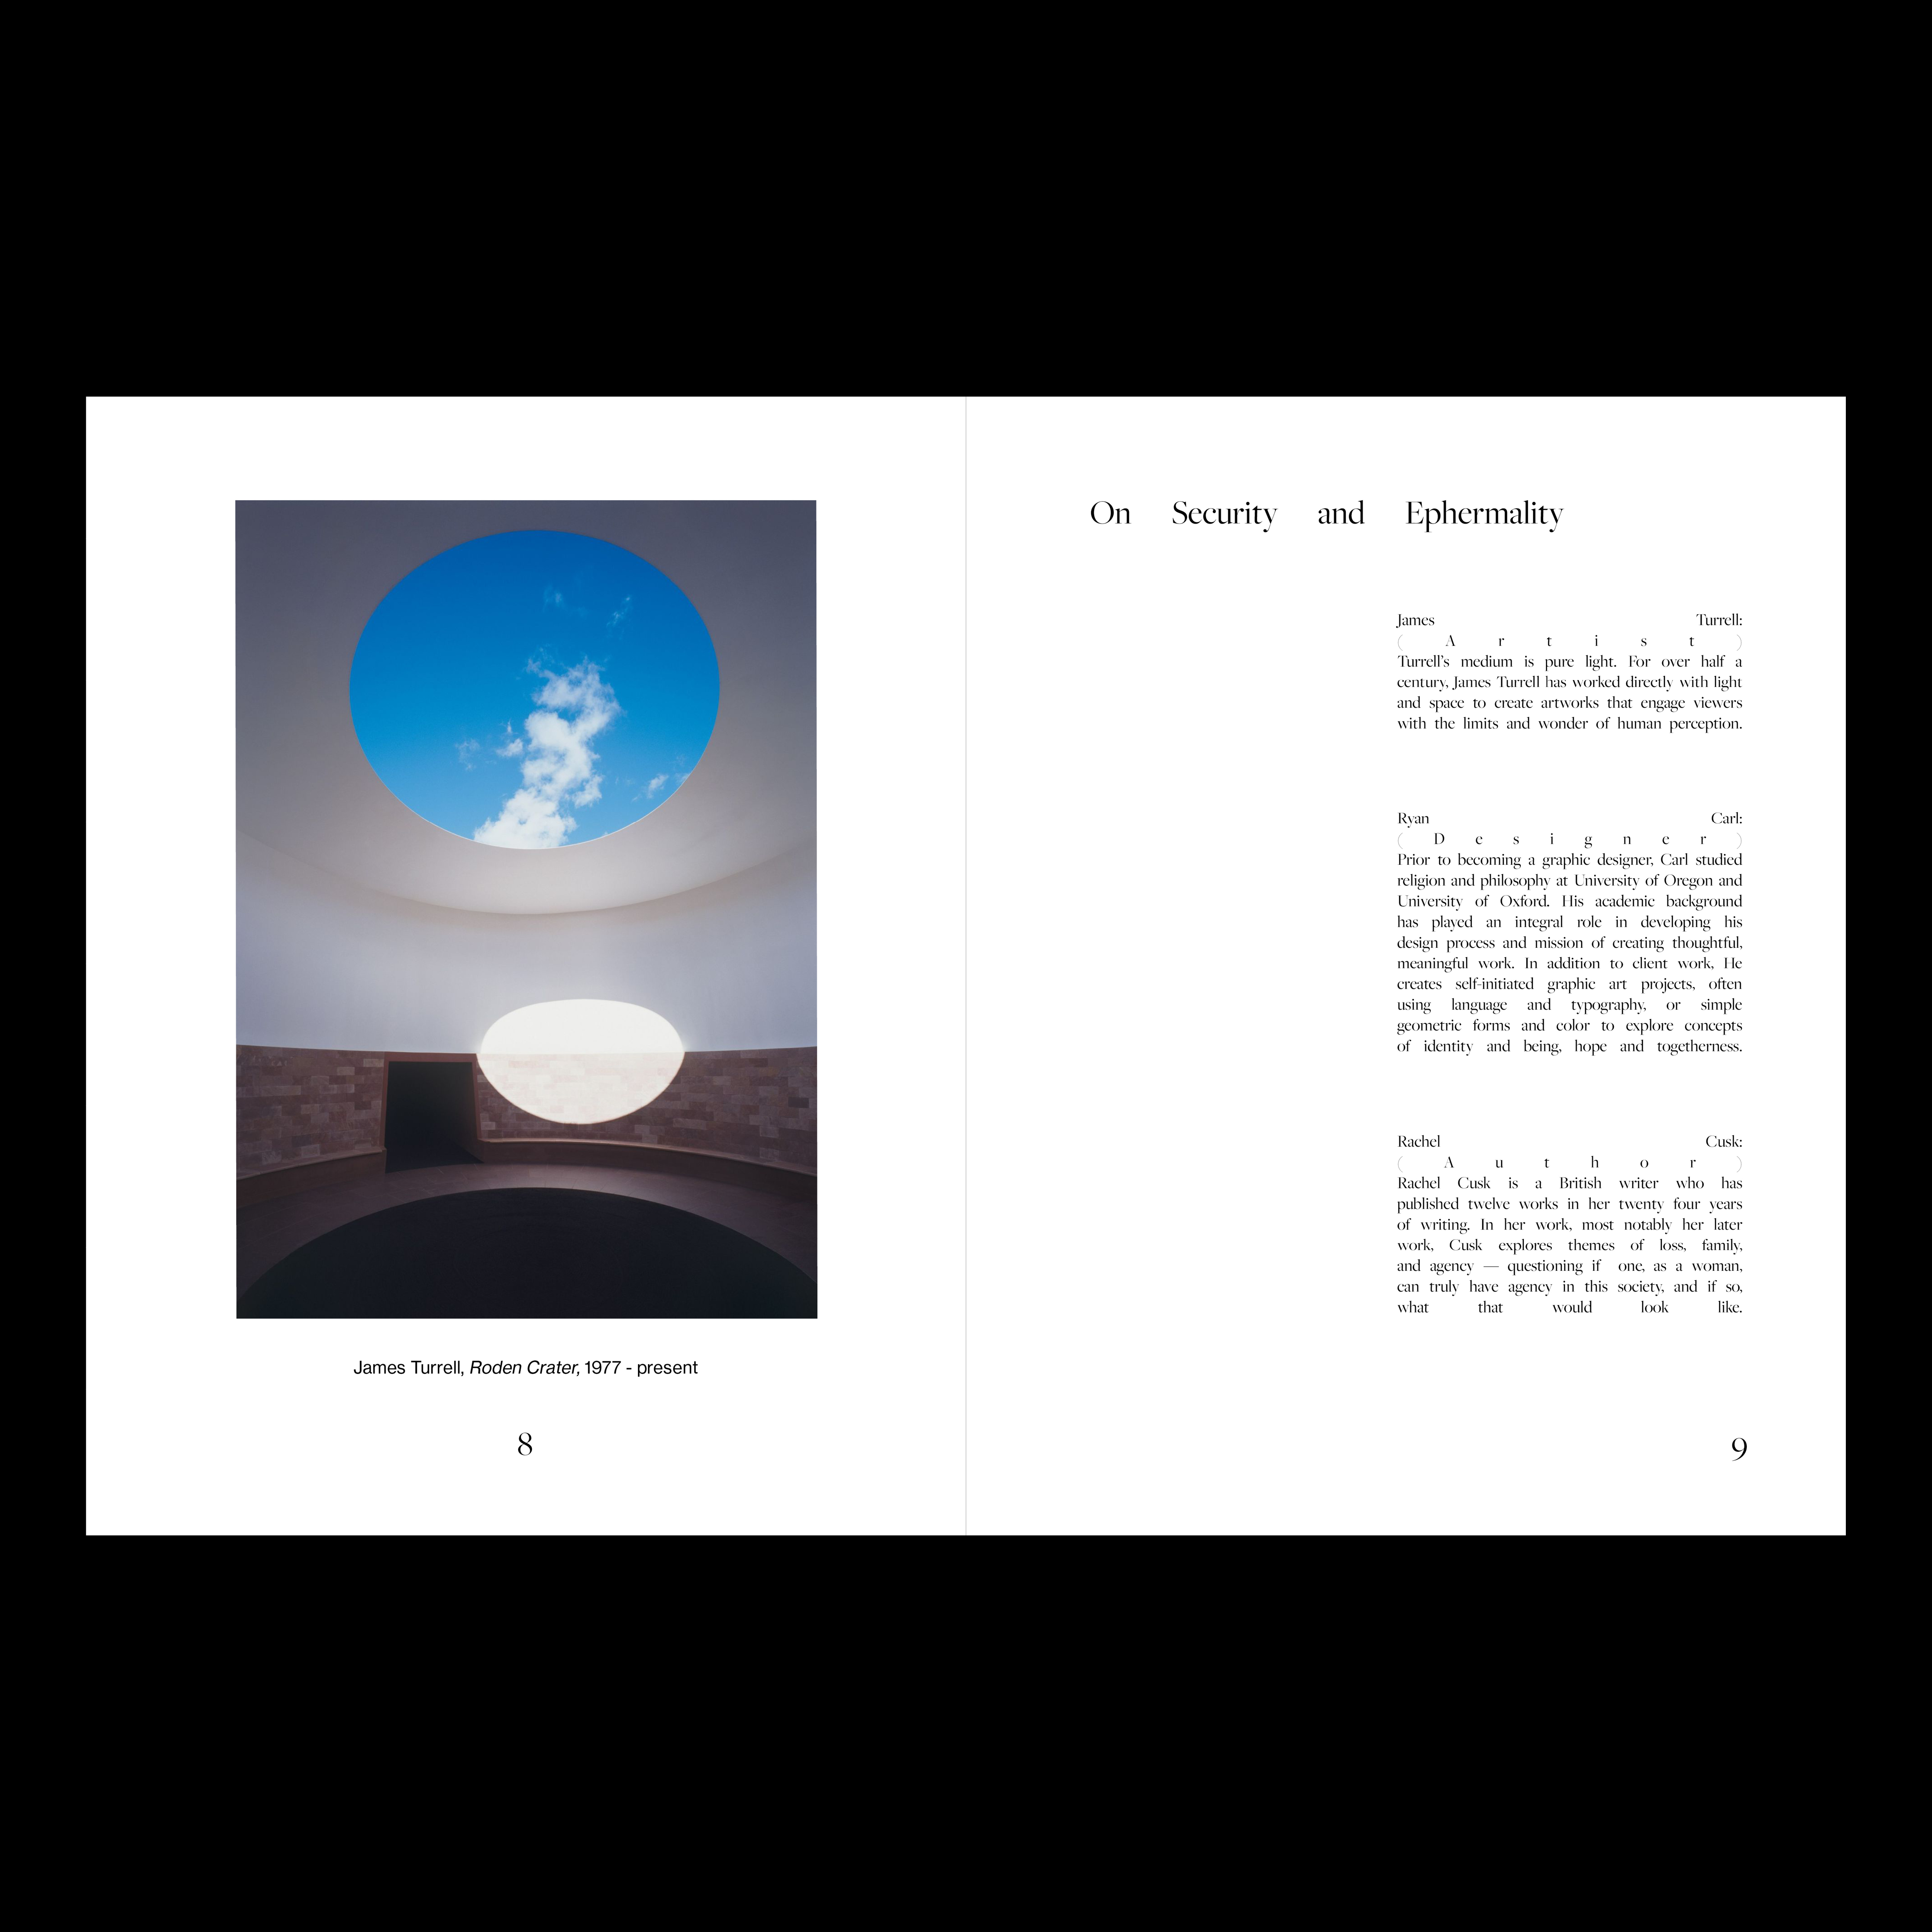 James Turrell, Roden Crater, 1977 - present
8
On Security and Ephermality
James Turrell:
( A r t i s t )
Turrell’s medium is pure light. For over half a
century, James Turrell has worked directly with light
and space to create artworks that engage viewers
with the limits and wonder of human perception.
Ryan Carl:
( D e s i g n e r )
Prior to becoming a graphic designer, Carl studied
religion and philosophy at University of Oregon and
University of Oxford. His academic background
has played an integral role in developing his
design process and mission of creating thoughtful,
meaningful work. In addition to client work, He
creates self-initiated graphic art projects, often
using language and typography, or simple
geometric forms and color to explore concepts
of identity and being, hope and togetherness.
Rachel Cusk:
( A u t h o r )
Rachel Cusk is a British writer who has
published twelve works in her twenty four years
of writing. In her work, most notably her later
work, Cusk explores themes of loss, family,
and agency — questioning if one, as a woman,
can truly have agency in this society, and if so,
what that would look like.
9